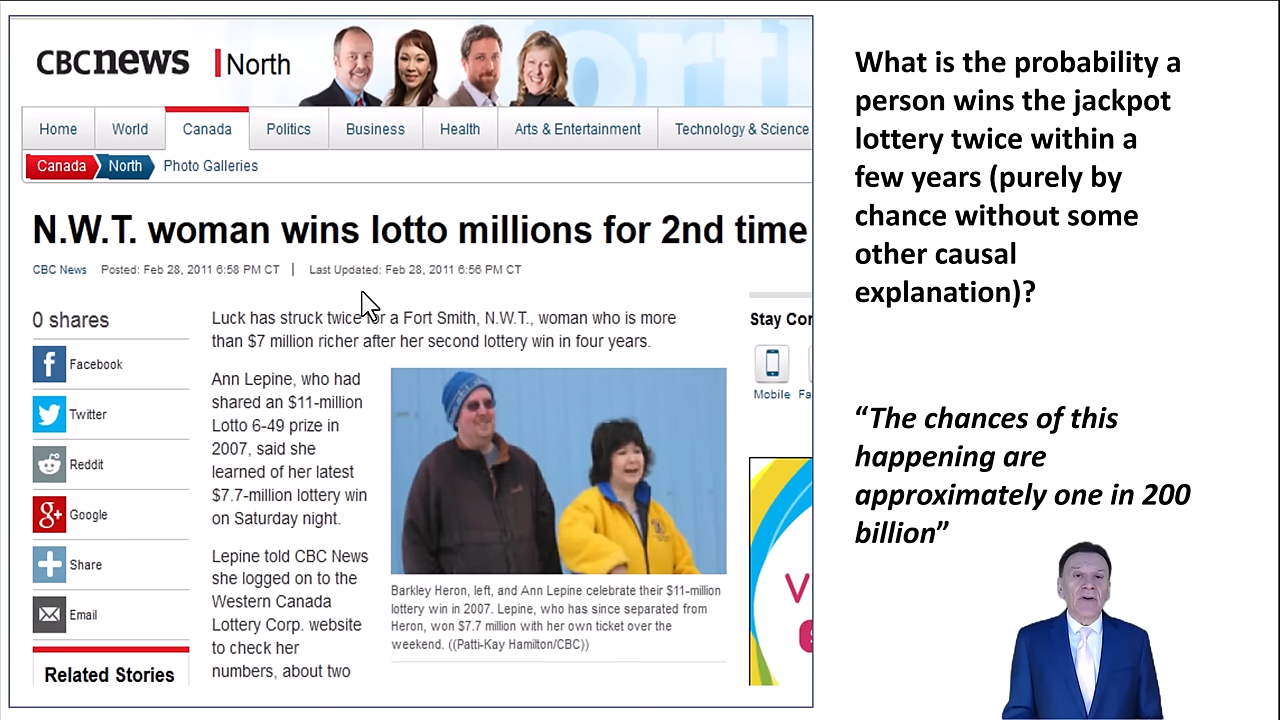 CBCnews North
Home World Canada Politics Business Health Arts & Entertainment Technology & Science
Canada North Photo Galleries
N.W.T. woman wins lotto millions for 2nd time
CBC News Posted: Feb 28, 2011 6:58 PM CT | Last Updated: Feb 28, 2011 6:56 PM CT
0 shares
Facebook
Twitter
Reddit
Google
Share
Email
Related Stories
Luck has struck twice for a Fort Smith, N.W.T., woman who is more
than $7 million richer after her second lottery win in four years.
Ann Lepine, who had
shared an $11-million
Lotto 6-49 prize in
2007, said she
learned of her latest
$7.7-million lottery win
on Saturday night.
Lepine told CBC News
she logged on to the
Western Canada
Lottery Corp. website
to check her
numbers, about two
Barkley Heron, left, and Ann Lepine celebrate their $11-million
lottery win in 2007. Lepine, who has since separated from
Heron, won $7.7 million with her own ticket over the
weekend. ((Patti-Kay Hamilton/CBC))
Stay Cor
Mobile Fa
V
What is the probability a
person wins the jackpot
lottery twice within a
few years (purely by
chance without some
other causal
explanation)?
“The chances of this
happening are
approximately one in 200
billion”